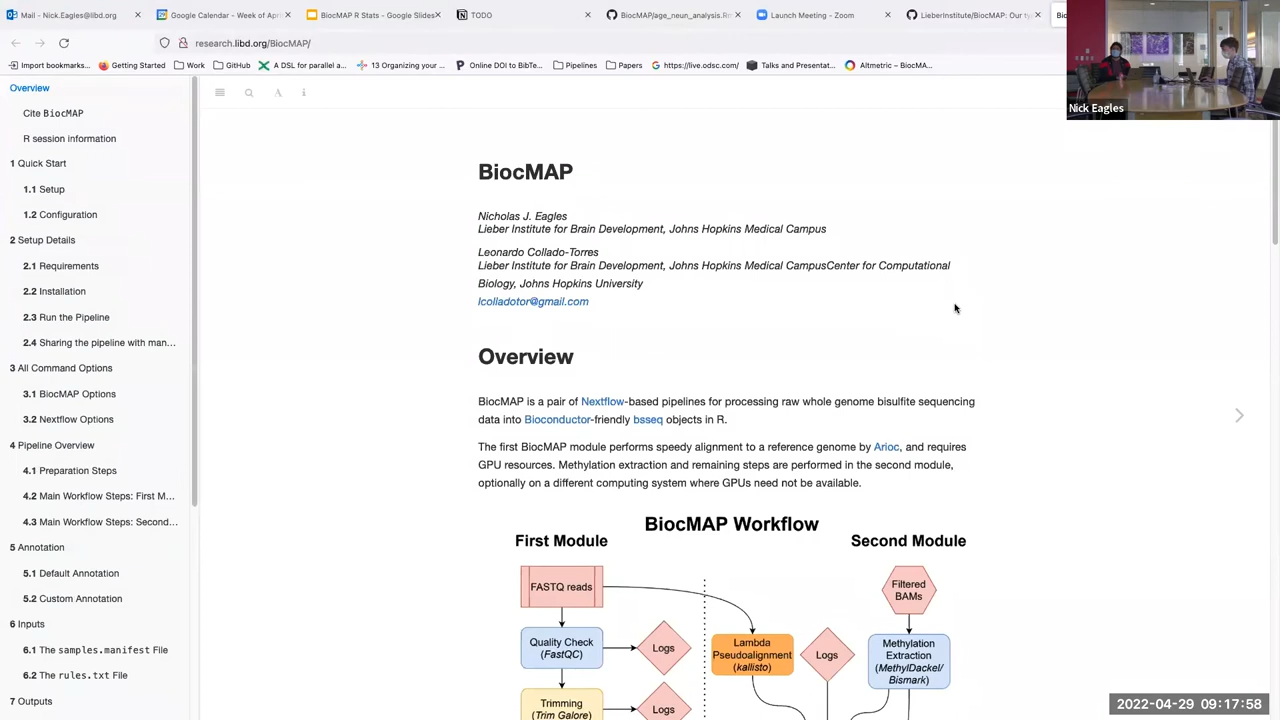 Mail - Nick.Eagles@libd.org
Google Calendar - Week of Apri
BiocMAP R Stats - Google Slides
TODO
BiocMAP/age_neun_analysis.Rm
Launch Meeting - Zoom
LieberInstitute/BiocMAP: Our ty
research.libd.org/BiocMAP/
Import bookmarks...
Getting Started
Work
GitHub
A DSL for parallel a...
13 Organizing your ...
Online DOI to BibTe...
Pipelines
Papers
https://live.odsc.com/
Talks and Presentat...
Altmetric – BiocMA...
Nick Eagles
Overview
Cite BiocMAP
R session information
1 Quick Start
1.1 Setup
1.2 Configuration
2 Setup Details
2.1 Requirements
2.2 Installation
2.3 Run the Pipeline
2.4 Sharing the pipeline with man...
3 All Command Options
3.1 BiocMAP Options
3.2 Nextflow Options
4 Pipeline Overview
4.1 Preparation Steps
4.2 Main Workflow Steps: First M...
4.3 Main Workflow Steps: Second...
5 Annotation
5.1 Default Annotation
5.2 Custom Annotation
6 Inputs
6.1 The samples.manifest File
6.2 The rules.txt File
7 Outputs
BiocMAP
Nicholas J. Eagles
Lieber Institute for Brain Development, Johns Hopkins Medical Campus
Leonardo Collado-Torres
Lieber Institute for Brain Development, Johns Hopkins Medical CampusCenter for Computational
Biology, Johns Hopkins University
lcolladotor@gmail.com
Overview
BiocMAP is a pair of Nextflow-based pipelines for processing raw whole genome bisulfite sequencing
data into Bioconductor-friendly bsseq objects in R.
The first BiocMAP module performs speedy alignment to a reference genome by Arioc, and requires
GPU resources. Methylation extraction and remaining steps are performed in the second module,
optionally on a different computing system where GPUs need not be available.
BiocMAP Workflow
First Module
Second Module
FASTQ reads
Filtered
BAMs
Quality Check
(FastQC)
Logs
Lambda
Pseudoalignment
(kallisto)
Logs
Methylation
Extraction
(MethylDackel/
Bismark)
Trimming
(Trim Galore)
Logs
2022-04-29 09:17:58